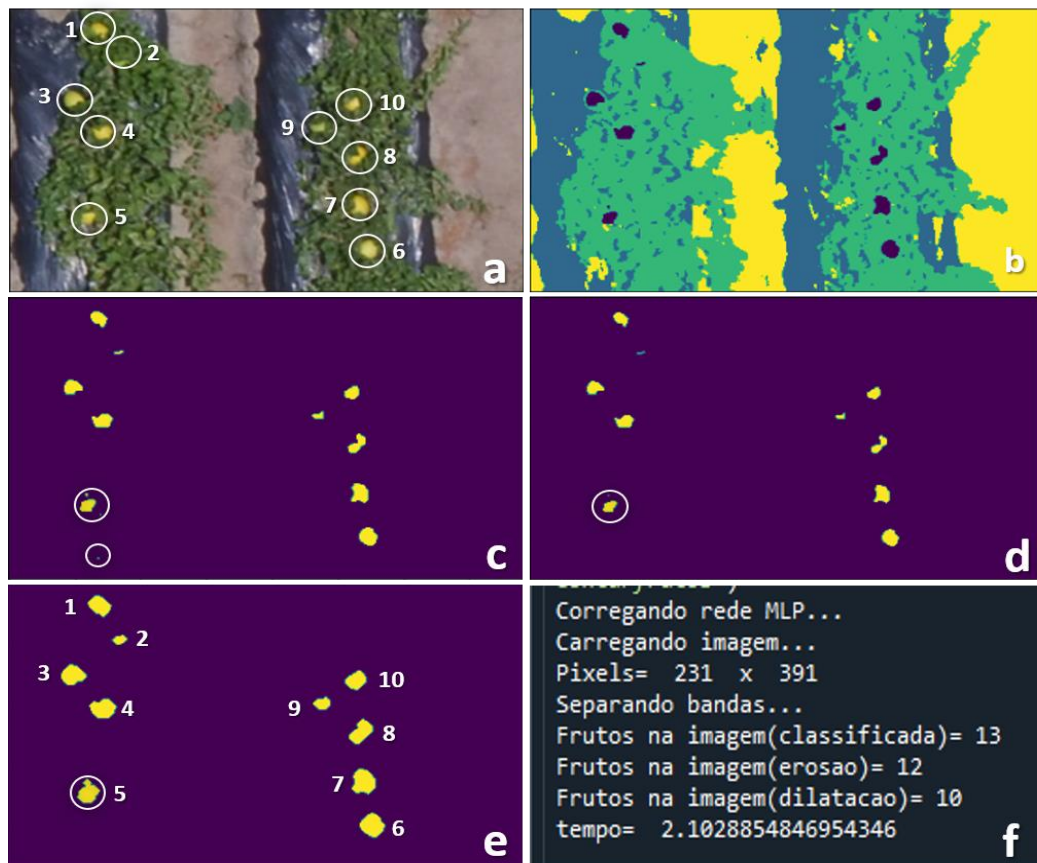 1
2
3
4
10
9
8
5
7
6
a
b
c
d
1
2
3
10
4
9
8
5
7
6
e
Corregando rede MLP...
Carregando imagem...
Pixels=  231  x  391
Separando bandas...
Frutos na imagem(classificada)= 13
Frutos na imagem(erosao)= 12
Frutos na imagem(dilatacao)= 10
tempo=  2.1028854846954346
f